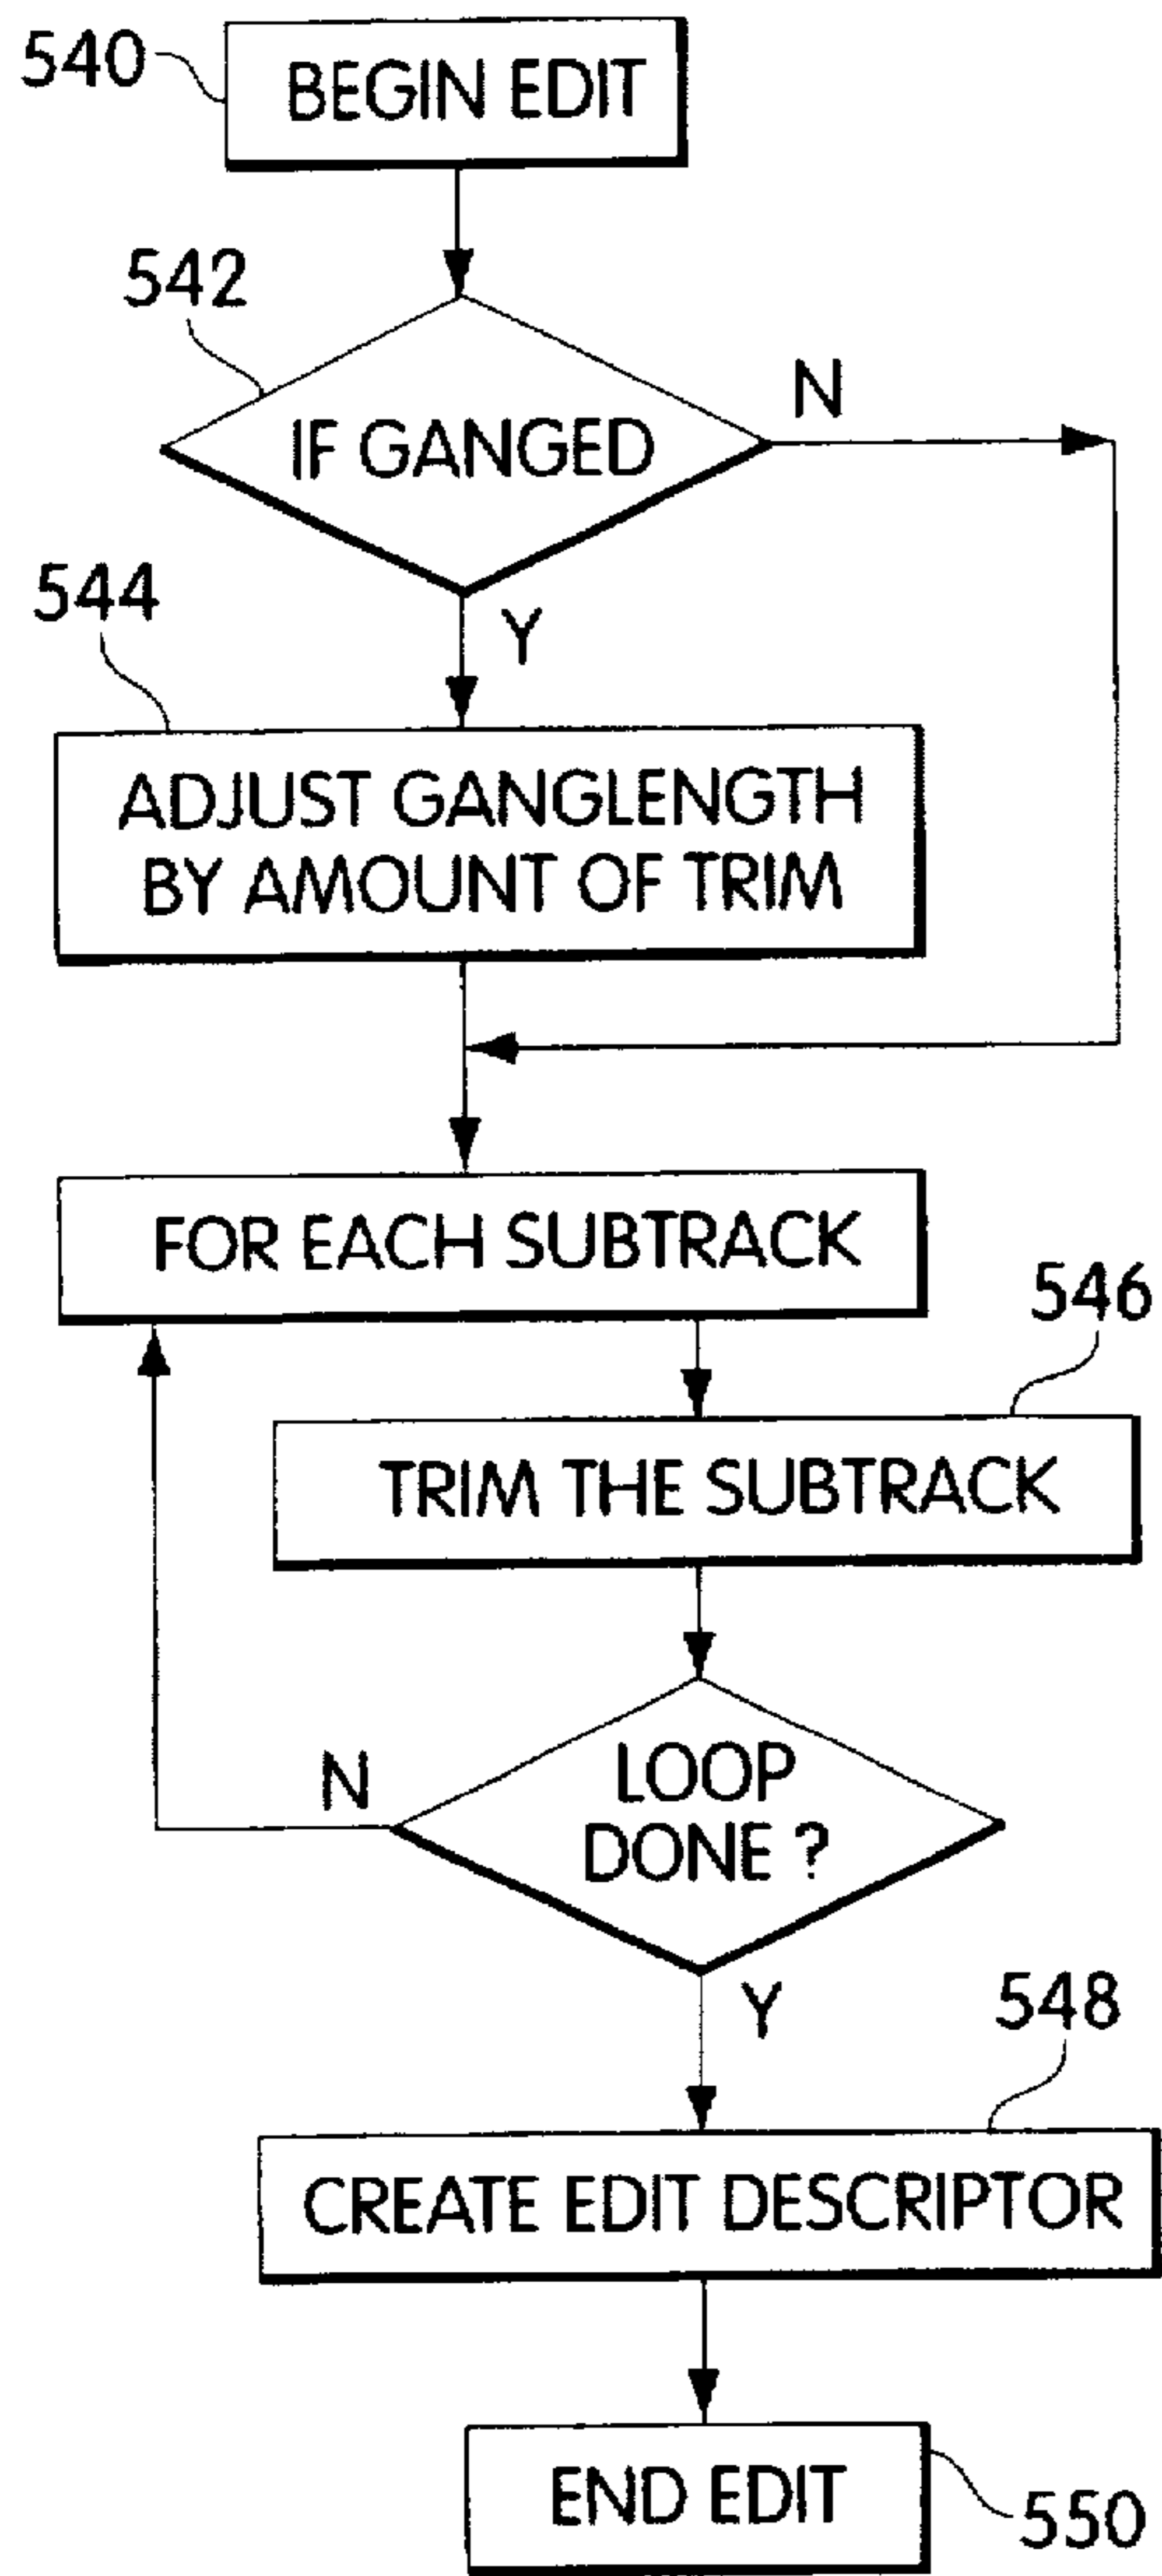 540
BEGIN EDIT
542
IF GANGED
N
544
Y
ADJUST GANGLENGTH
BY AMOUNT OF TRIM
FOR EACH SUBTRACK
546
TRIM THE SUBTRACK
LOOP
DONE ?
N
Y
548
CREATE EDIT DESCRIPTOR
END EDIT
550